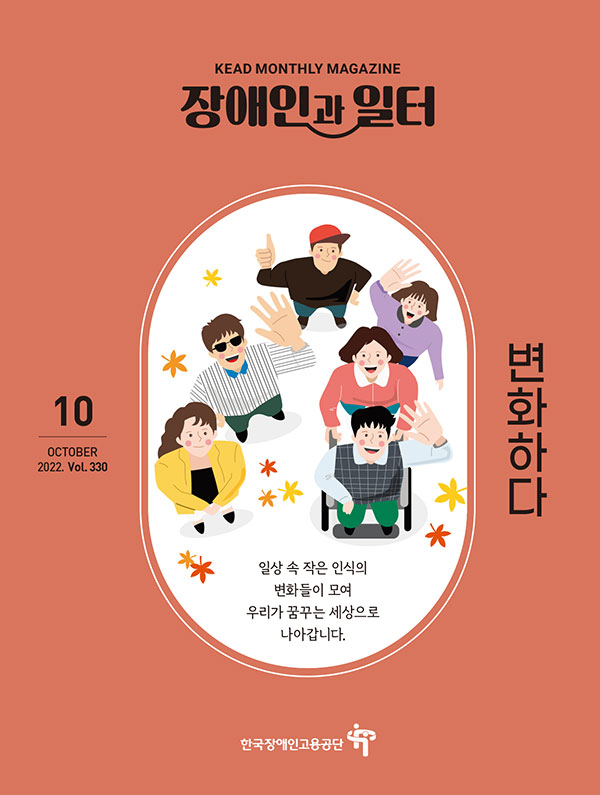 KEAD MONTHLY MAGAZINE
장애인과 일터
10
OCTOBER
2022. Vol. 330
변화하다
일상 속 작은 인식의
변화들이 모여
우리가 꿈꾸는 세상으로
나아갑니다.
한국장애인고용공단